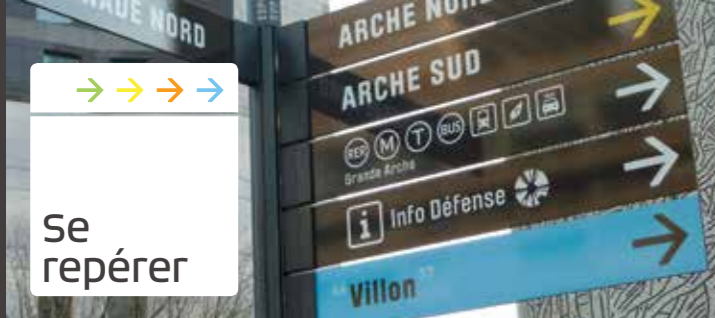 NADE NORD
ARCHE NORD
ARCHE SUD
RER M T BUS
Grande Arche
i Info Défense
Villon
Se
repérer